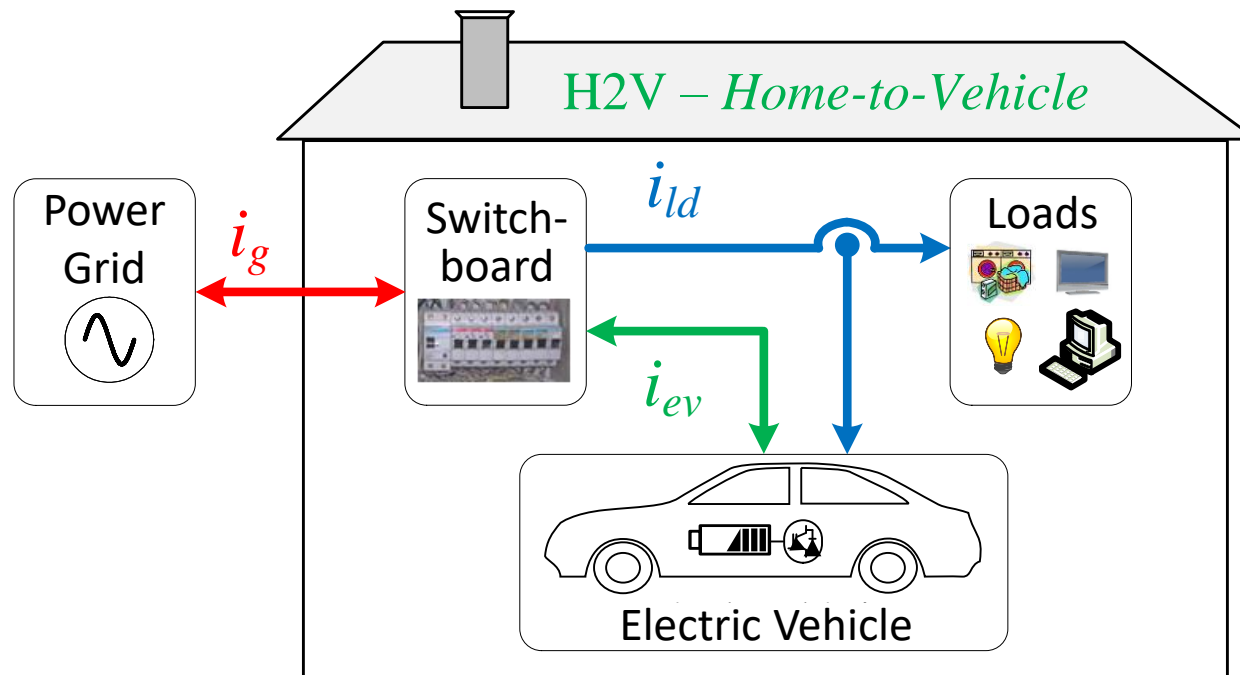 H2V – Home-to-Vehicle
Power
Grid
i_g
Switch-
board
i_ld
Loads
i_ev
Electric Vehicle